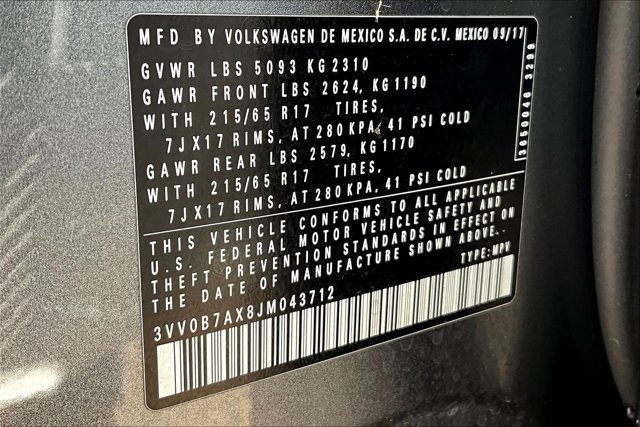 MFD BY VOLKSWAGEN DE MEXICO S.A. DE C.V. MEXICO 09/17
GVWR LBS 5093 KG 2310
GAWR FRONT LBS 2624, KG 1190
WITH 215/65 R17 TIRES,
7JX17 RIMS, AT 280 KPA, 41 PSI COLD
GAWR REAR LBS 2579, KG 1170
WITH 215/65 R17 TIRES,
7JX17 RIMS, AT 280 KPA, 41 PSI COLD
3650046 3299
THIS VEHICLE CONFORMS TO ALL APPLICABLE
U.S. FEDERAL MOTOR VEHICLE SAFETY AND
THEFT PREVENTION STANDARDS IN EFFECT ON
THE DATE OF MANUFACTURE SHOWN ABOVE.
TYPE:MPV
3VV0B7AX8JM043712